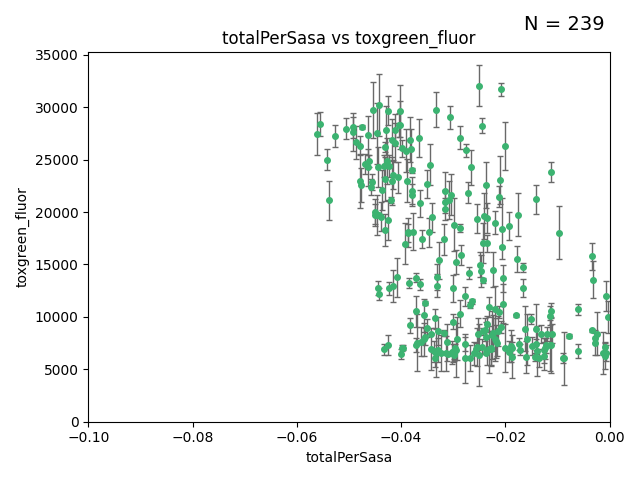 N = 239
totalPerSasa vs toxgreen_fluor
35000
30000
25000
20000
15000
10000
5000
0
toxgreen_fluor
−0.10 −0.08 −0.06 −0.04 −0.02 0.00
totalPerSasa